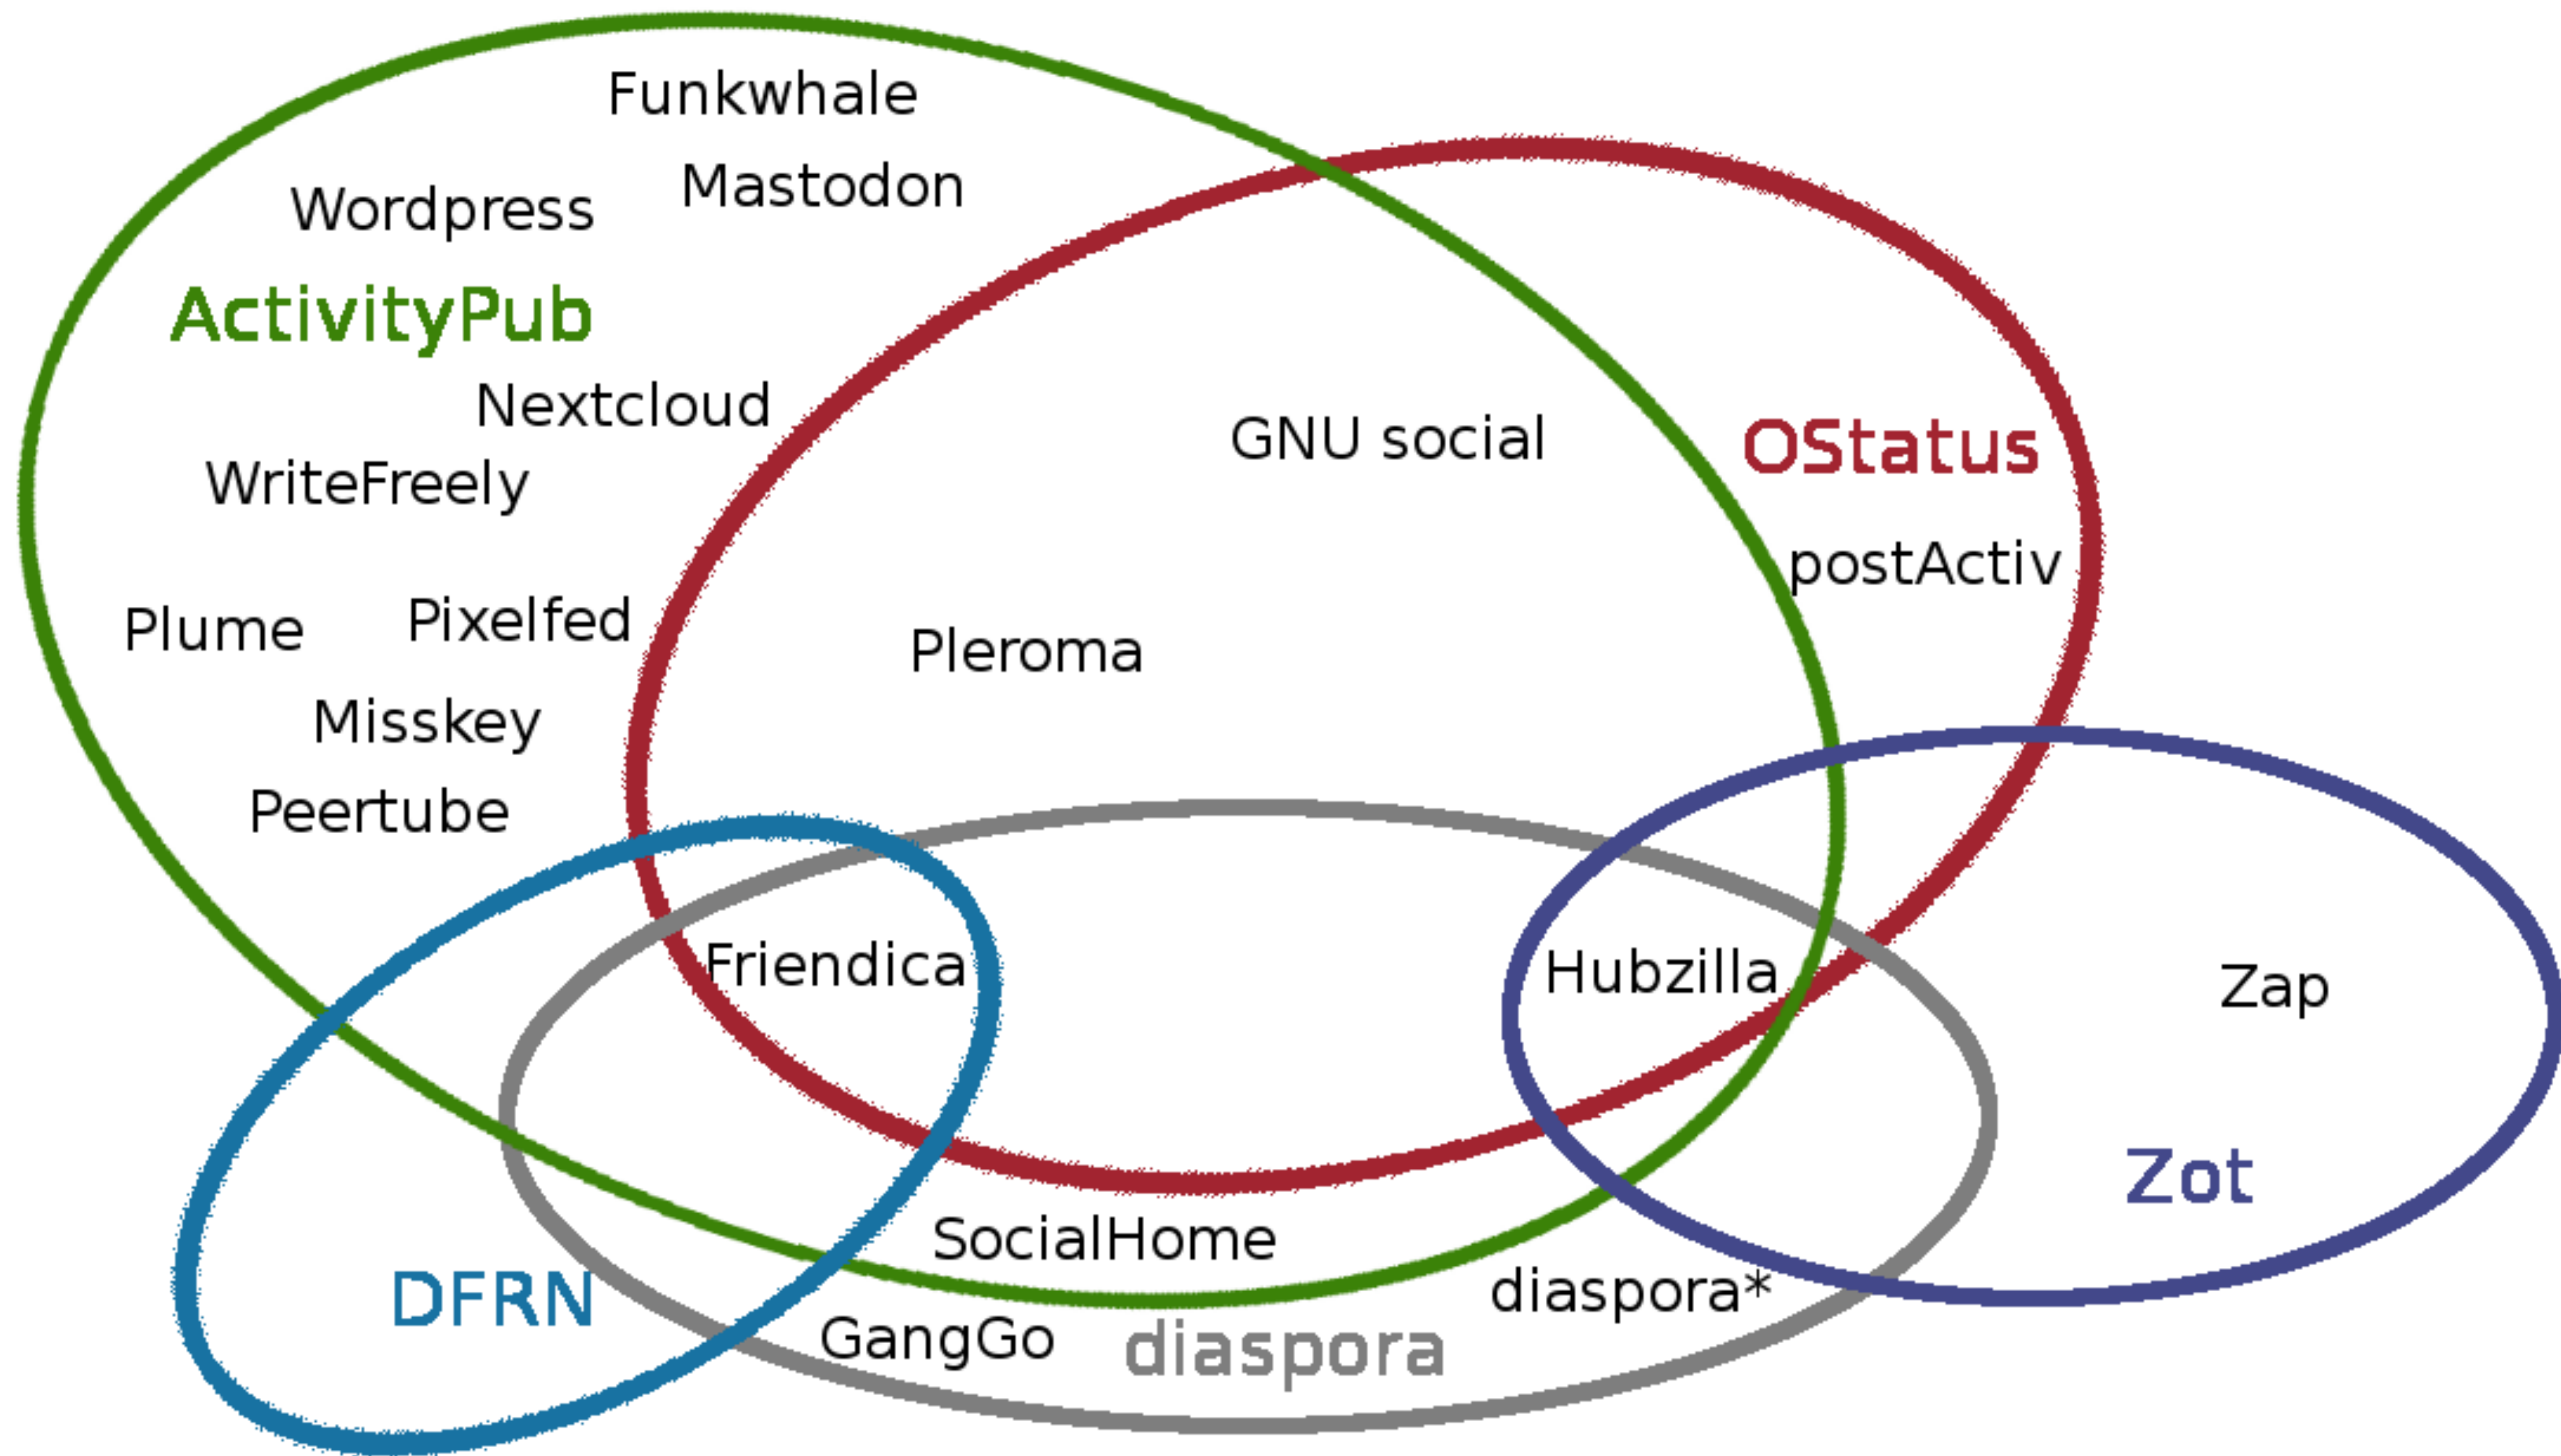 Funkwhale
Mastodon
Wordpress
ActivityPub
Nextcloud
GNU social
OStatus
WriteFreely
postActiv
Plume
Pixelfed
Pleroma
Misskey
Peertube
Friendica
Hubzilla
Zap
Zot
SocialHome
DFRN
diaspora*
GangGo
diaspora